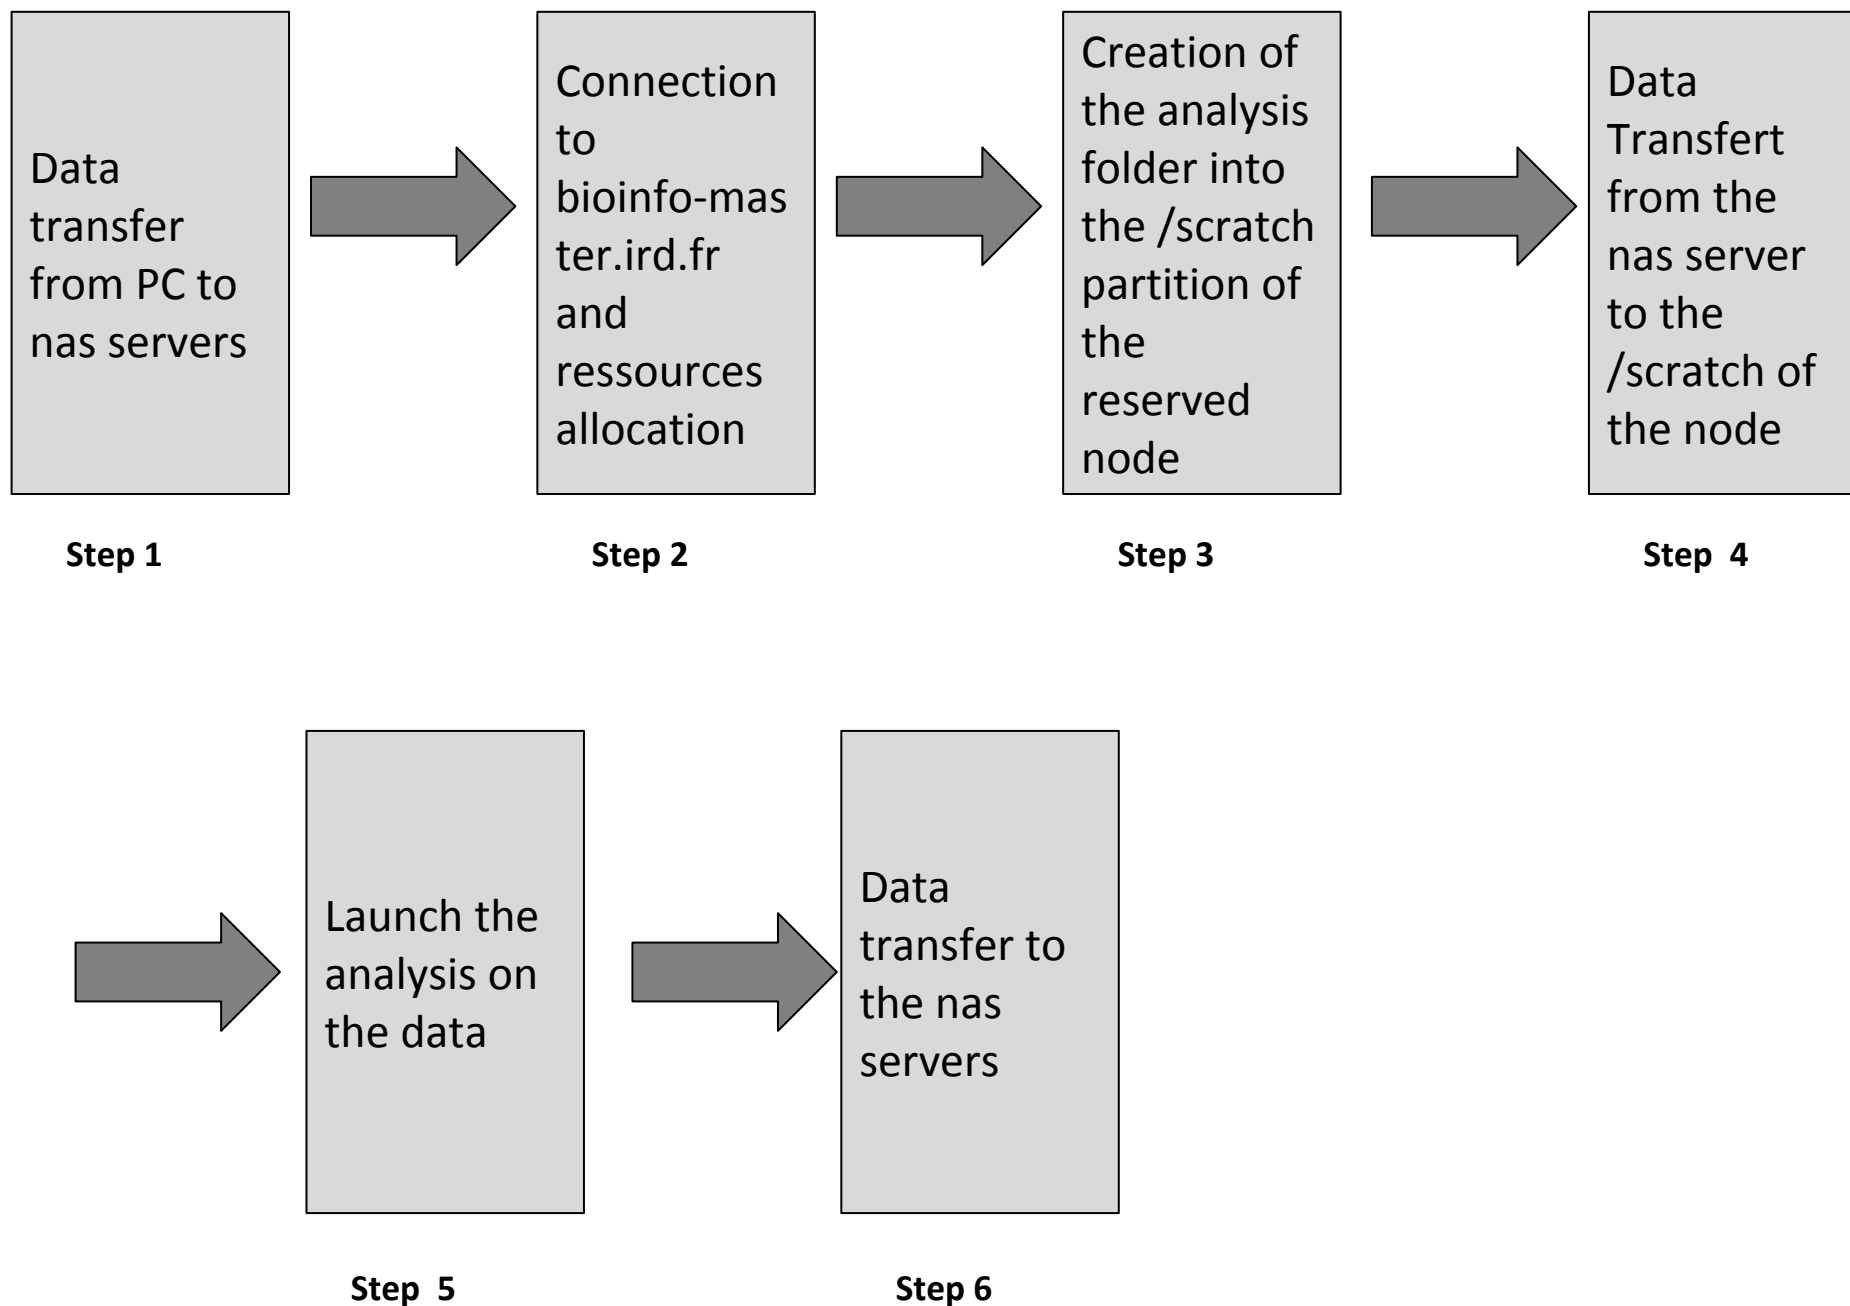 Data
transfer
from PC to
nas servers
Connection
to
bioinfo-mas
ter.ird.fr
and
ressources
allocation
Creation of
the analysis
folder into
the /scratch
partition of
the
reserved
node
Data
Transfert
from the
nas server
to the
/scratch of
the node
Step 1
Step 2
Step 3
Step  4
Launch the
analysis on
the data
Data
transfer to
the nas
servers
Step  5
Step 6